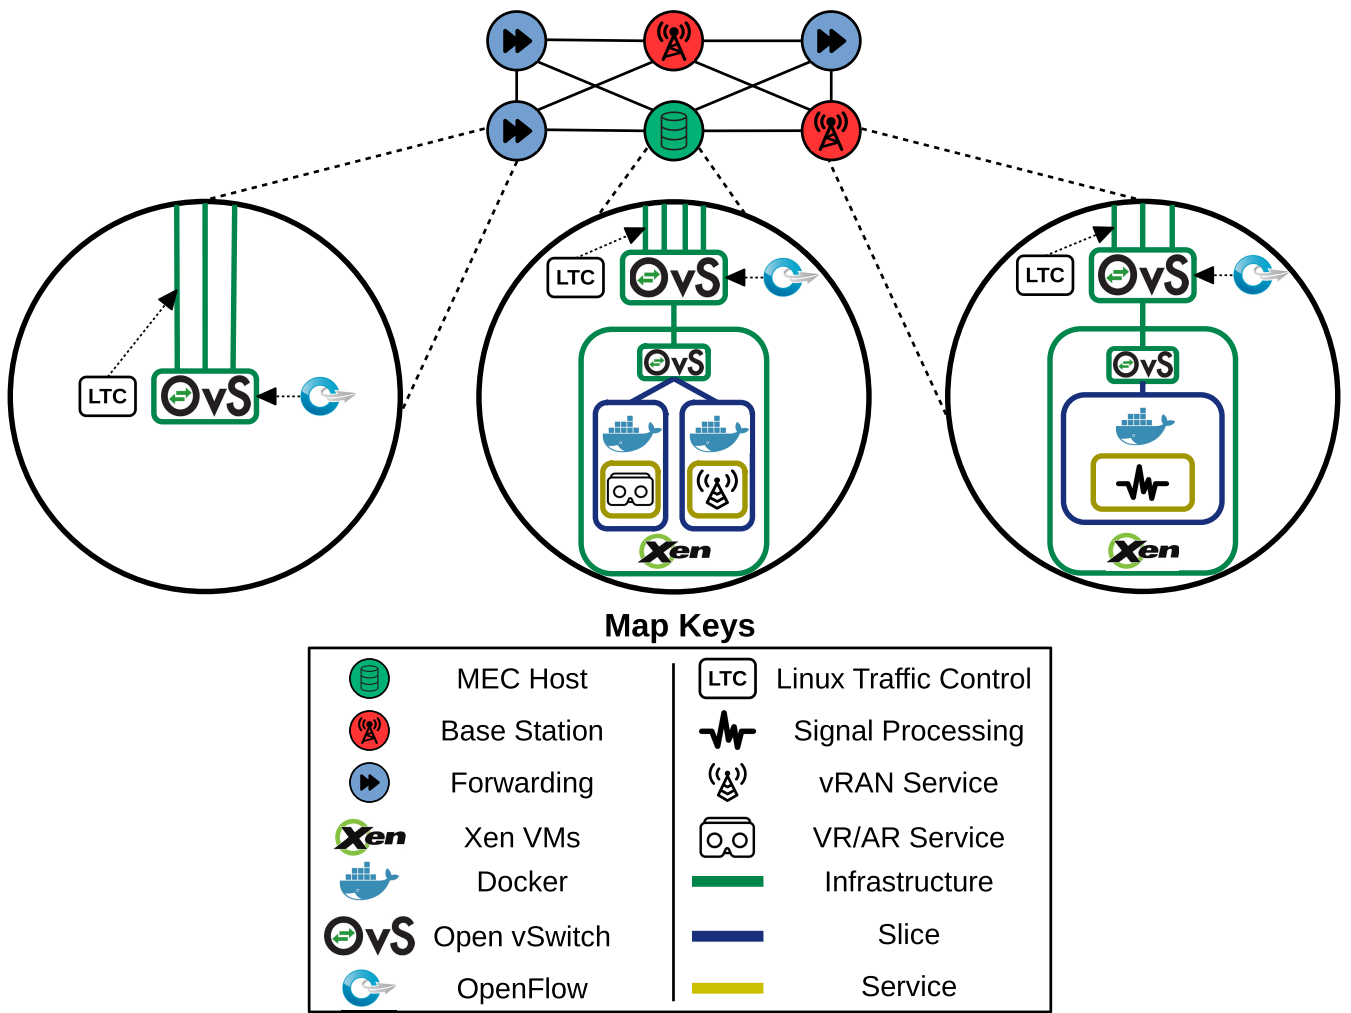 LTC
OvS
LTC
OvS
OvS
Xen
LTC
OvS
OvS
Xen
Map Keys
MEC Host
LTC Linux Traffic Control
Base Station
Signal Processing
Forwarding
vRAN Service
Xen Xen VMs
VR/AR Service
Docker
Infrastructure
OvS Open vSwitch
Slice
OpenFlow
Service